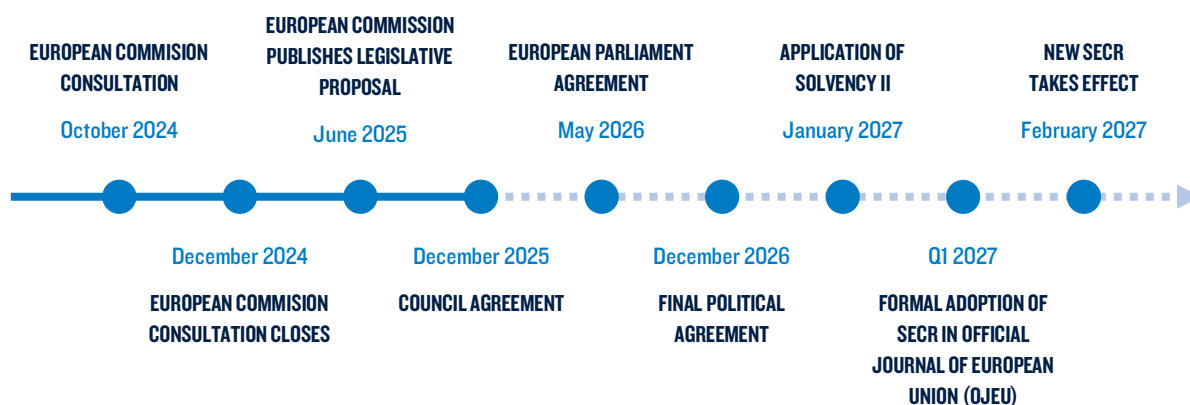 EUROPEAN COMMISION
CONSULTATION
October 2024
EUROPEAN COMMISSION
PUBLISHES LEGISLATIVE
PROPOSAL
June 2025
EUROPEAN PARLIAMENT
AGREEMENT
May 2026
APPLICATION OF
SOLVENCY II
January 2027
NEW SECR
TAKES EFFECT
February 2027
December 2024
EUROPEAN COMMISION
CONSULTATION CLOSES
December 2025
COUNCIL AGREEMENT
December 2026
FINAL POLITICAL
AGREEMENT
Q1 2027
FORMAL ADOPTION OF
SECR IN OFFICIAL
JOURNAL OF EUROPEAN
UNION (OJEU)